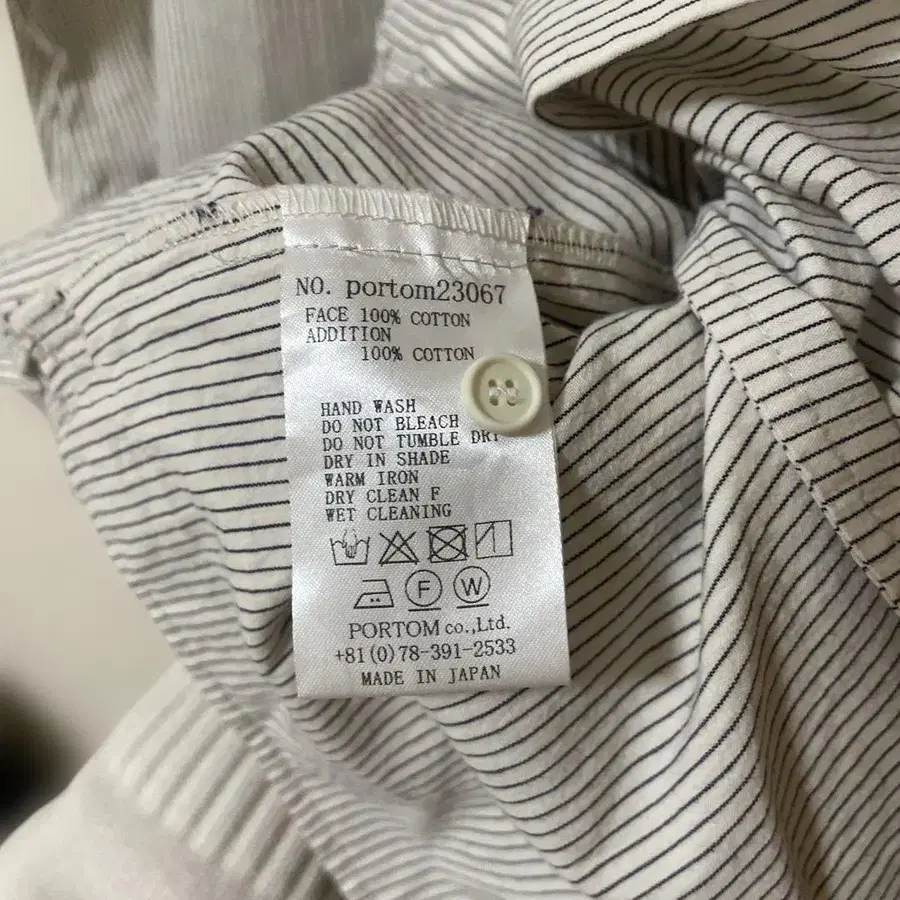 NO. portom23067
FACE 100% COTTON
ADDITION
100% COTTON
HAND WASH
DO NOT BLEACH
DO NOT TUMBLE DRY
DRY IN SHADE
WARM IRON
DRY CLEAN F
WET CLEANING
F W
PORTOM co.,Ltd.
+81(0)78-391-2533
MADE IN JAPAN